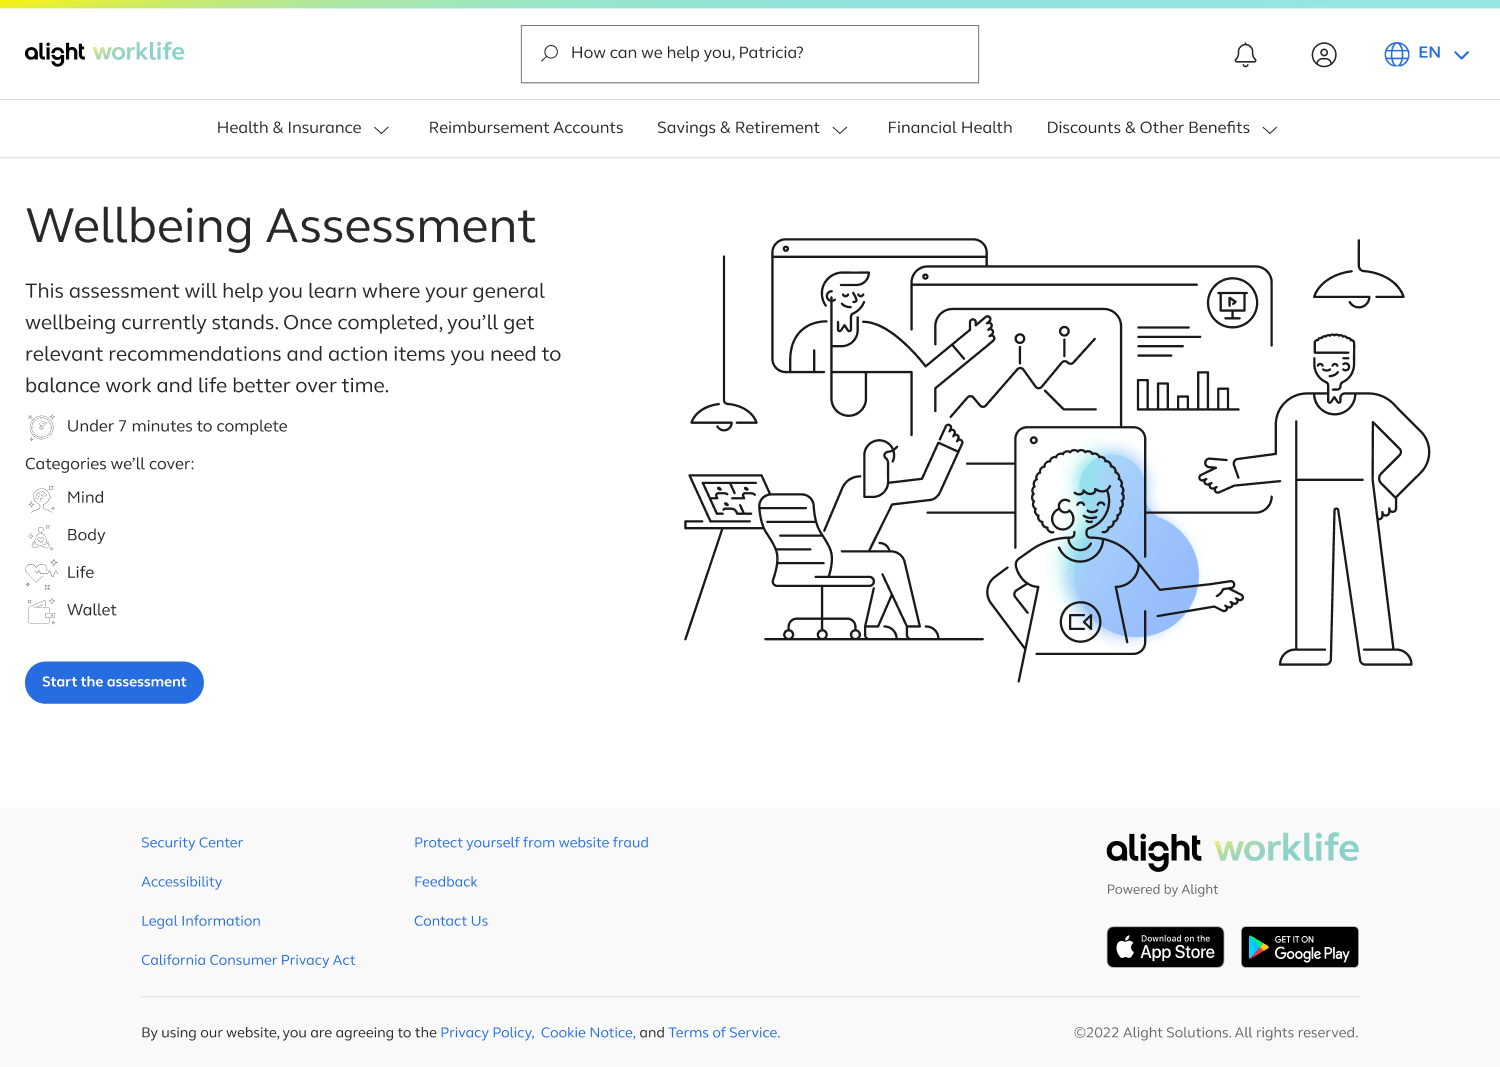 alight worklife
How can we help you, Patricia?
EN
Health & Insurance
Reimbursement Accounts
Savings & Retirement
Financial Health
Discounts & Other Benefits
Wellbeing Assessment
This assessment will help you learn where your general
wellbeing currently stands. Once completed, you’ll get
relevant recommendations and action items you need to
balance work and life better over time.
Under 7 minutes to complete
Categories we’ll cover:
Mind
Body
Life
Wallet
Start the assessment
Security Center
Accessibility
Legal Information
California Consumer Privacy Act
Protect yourself from website fraud
Feedback
Contact Us
alight worklife
Powered by Alight
Download on the
App Store
GET IT ON
Google Play
By using our website, you are agreeing to the Privacy Policy, Cookie Notice, and Terms of Service.
©2022 Alight Solutions. All rights reserved.